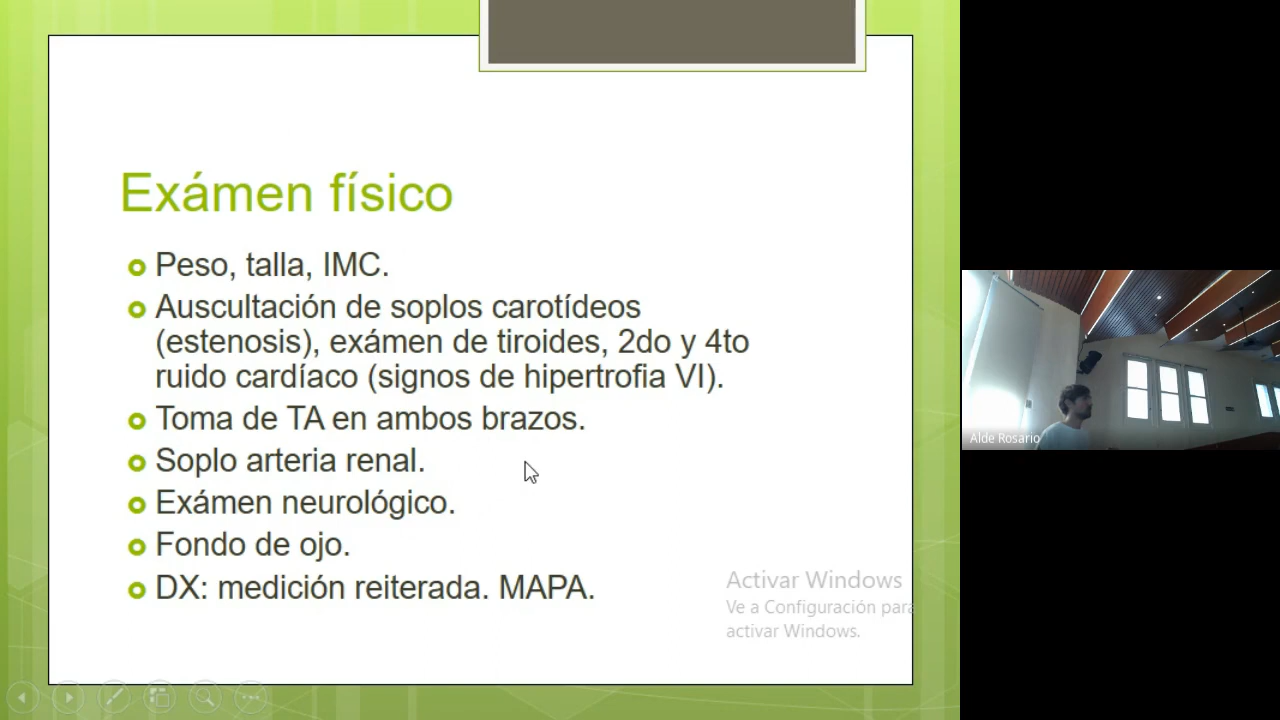 Exámen físico
Peso, talla, IMC.
Auscultación de soplos carotídeos
(estenosis), exámen de tiroides, 2do y 4to
ruido cardíaco (signos de hipertrofia VI).
Toma de TA en ambos brazos.
Soplo arteria renal.
Exámen neurológico.
Fondo de ojo.
DX: medición reiterada. MAPA.
Activar Windows
Ve a Configuración para
activar Windows.
Alde Rosario